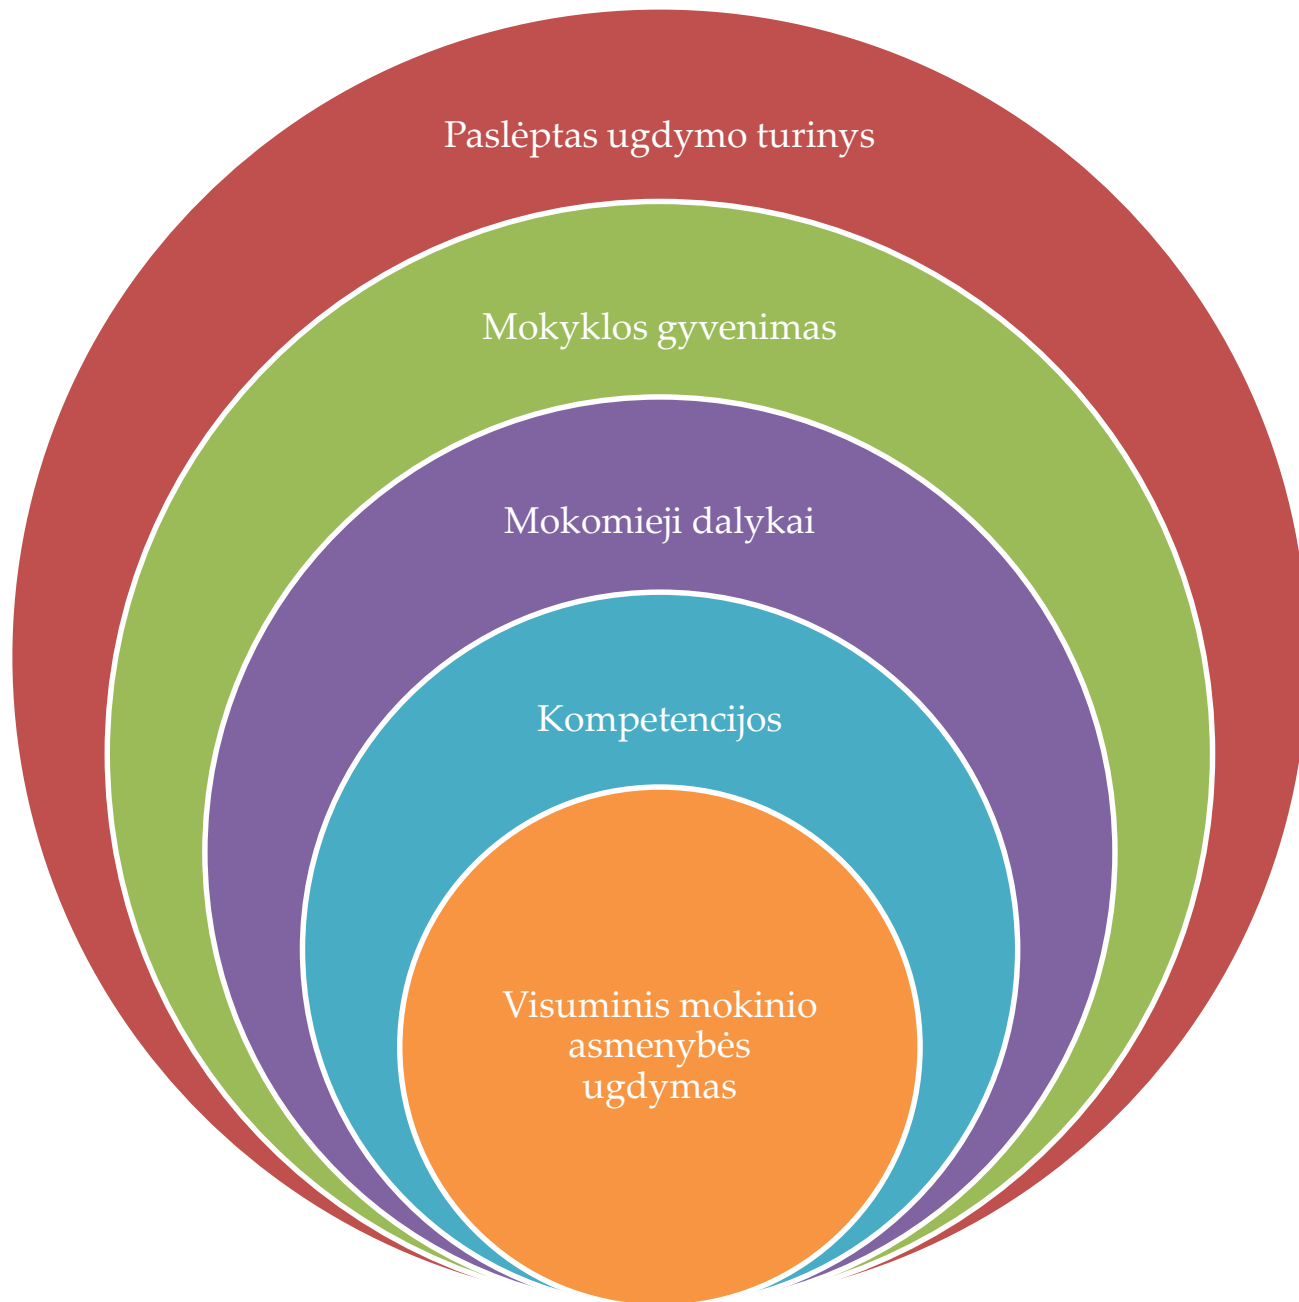 Paslėptas ugdymo turinys
Mokyklos gyvenimas
Mokomieji dalykai
Kompetencijos
Visuminis mokinio
asmenybės
ugdymas